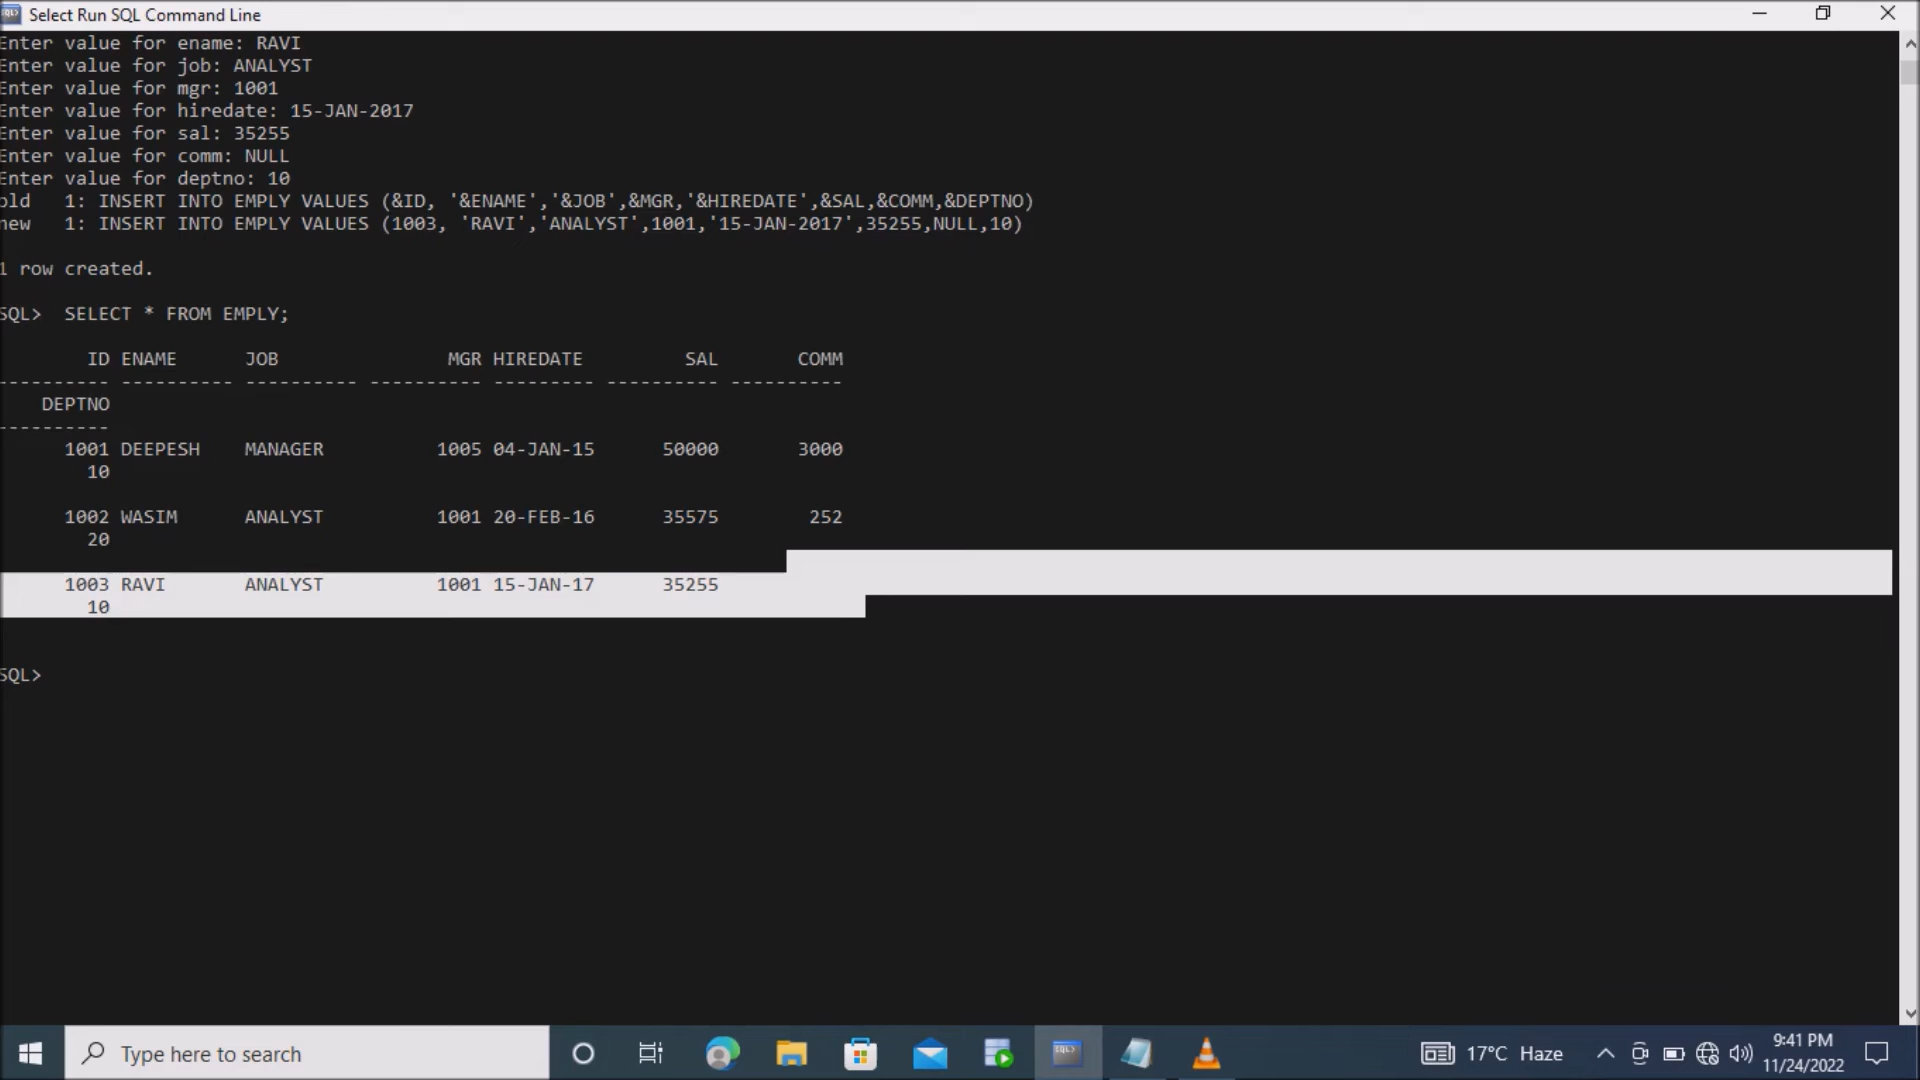 Select Run SQL Command Line
Enter value for ename: RAVI
Enter value for job: ANALYST
Enter value for mgr: 1001
Enter value for hiredate: 15-JAN-2017
Enter value for sal: 35255
Enter value for comm: NULL
Enter value for deptno: 10
old   1: INSERT INTO EMPLY VALUES (&ID, '&ENAME','&JOB',&MGR,'&HIREDATE',&SAL,&COMM,&DEPTNO)
new   1: INSERT INTO EMPLY VALUES (1003, 'RAVI','ANALYST',1001,'15-JAN-2017',35255,NULL,10)
1 row created.
SQL>  SELECT * FROM EMPLY;
        ID ENAME      JOB               MGR HIREDATE         SAL       COMM
---------- ---------- ---------- ---------- --------- ---------- ----------
    DEPTNO
----------
      1001 DEEPESH    MANAGER          1005 04-JAN-15      50000       3000
        10
      1002 WASIM      ANALYST          1001 20-FEB-16      35575        252
        20
      1003 RAVI       ANALYST          1001 15-JAN-17      35255
        10
SQL>
Type here to search
SQL>
17°C Haze
9:41 PM
11/24/2022